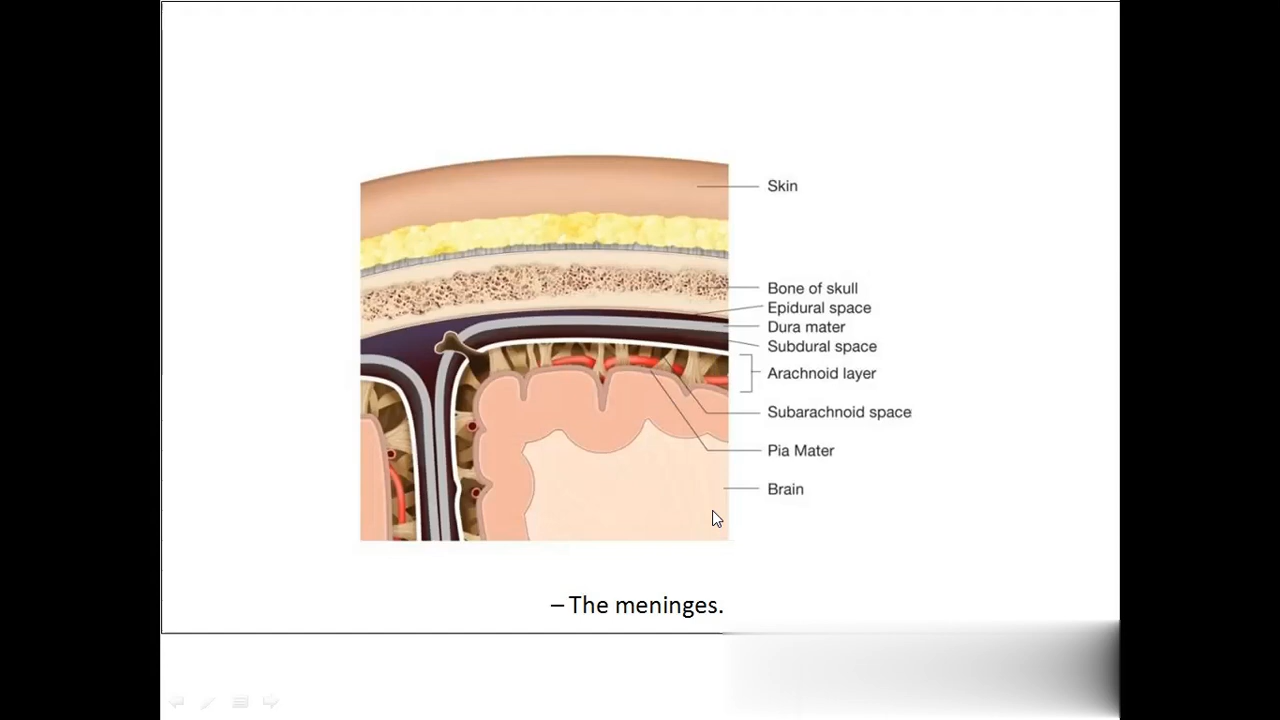 Skin
Bone of skull
Epidural space
Dura mater
Subdural space
Arachnoid layer
Subarachnoid space
Pia Mater
Brain
– The meninges.